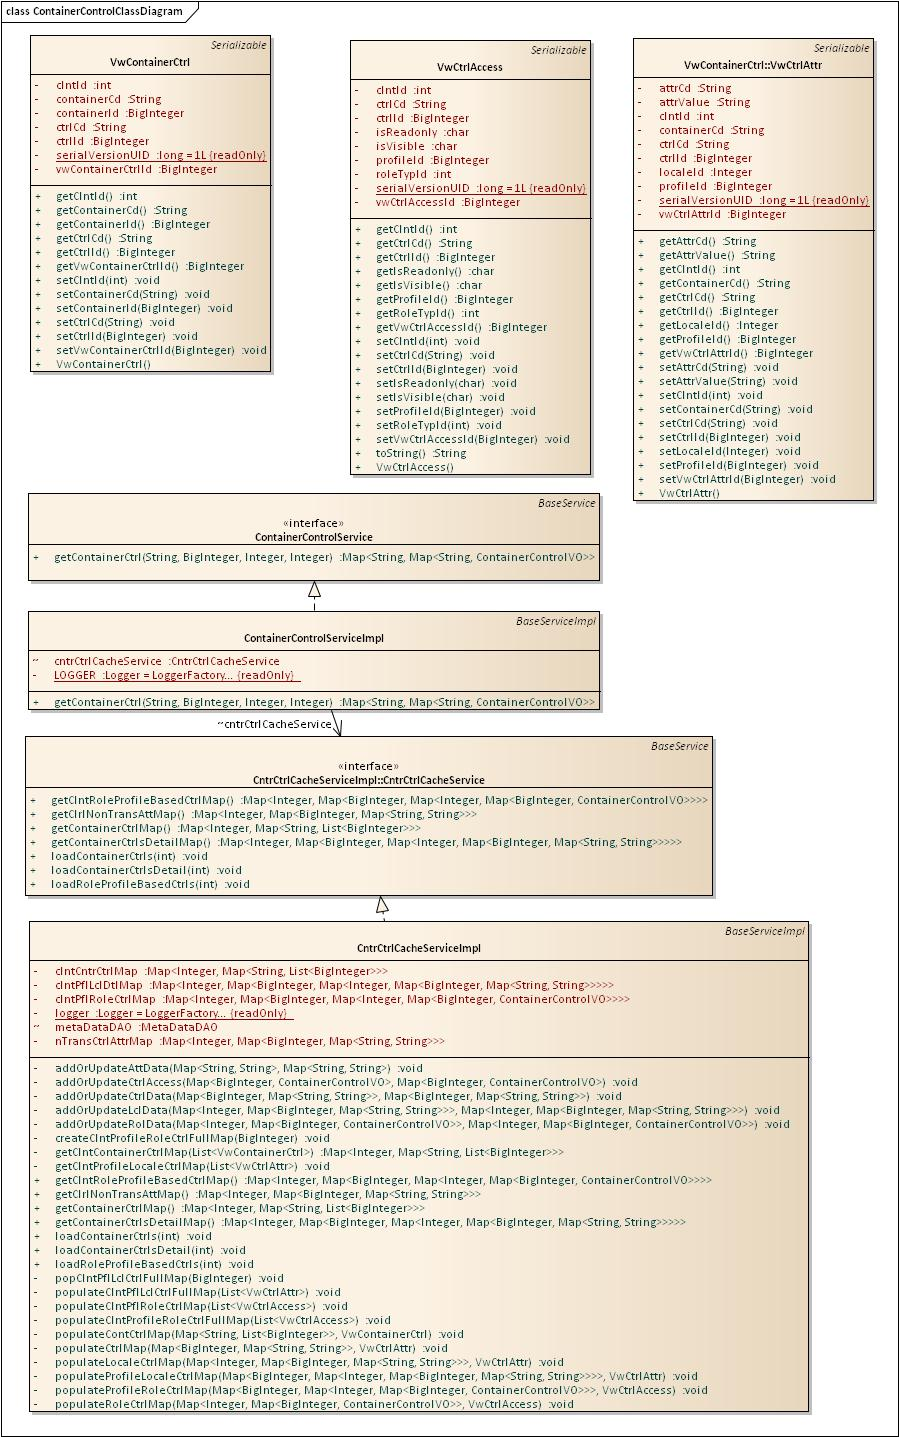 class ContainerControlClassDiagram
Serializable
VwContainerCtrl
- clntId :int
- containerCd :String
- containerId :BigInteger
- ctrlCd :String
- ctrlId :BigInteger
- serialVersionUID :long = 1L {readOnly}
- vwContainerCtrlId :BigInteger
+ getClntId() :int
+ getContainerCd() :String
+ getContainerId() :BigInteger
+ getCtrlCd() :String
+ getCtrlId() :BigInteger
+ getVwContainerCtrlId() :BigInteger
+ setClntId(int) :void
+ setContainerCd(String) :void
+ setContainerId(BigInteger) :void
+ setCtrlCd(String) :void
+ setCtrlId(BigInteger) :void
+ setVwContainerCtrlId(BigInteger) :void
+ VwContainerCtrl()
Serializable
VwCtrlAccess
- clntId :int
- ctrlCd :String
- ctrlId :BigInteger
- isReadonly :char
- isVisible :char
- profileId :BigInteger
- roleTypId :int
- serialVersionUID :long = 1L {readOnly}
- vwCtrlAccessId :BigInteger
+ getClntId() :int
+ getCtrlCd() :String
+ getCtrlId() :BigInteger
+ getIsReadonly() :char
+ getIsVisible() :char
+ getProfileId() :BigInteger
+ getRoleTypId() :int
+ getVwCtrlAccessId() :BigInteger
+ setClntId(int) :void
+ setCtrlCd(String) :void
+ setCtrlId(BigInteger) :void
+ setIsReadonly(char) :void
+ setIsVisible(char) :void
+ setProfileId(BigInteger) :void
+ setRoleTypId(int) :void
+ setVwCtrlAccessId(BigInteger) :void
+ toString() :String
+ VwCtrlAccess()
Serializable
VwContainerCtrl::VwCtrlAttr
- attrCd :String
- attrValue :String
- clntId :int
- containerCd :String
- ctrlCd :String
- ctrlId :BigInteger
- localeId :Integer
- profileId :BigInteger
- serialVersionUID :long = 1L {readOnly}
- vwCtrlAttrId :BigInteger
+ getAttrCd() :String
+ getAttrValue() :String
+ getClntId() :int
+ getContainerCd() :String
+ getCtrlCd() :String
+ getCtrlId() :BigInteger
+ getLocaleId() :Integer
+ getProfileId() :BigInteger
+ getVwCtrlAttrId() :BigInteger
+ setAttrCd(String) :void
+ setAttrValue(String) :void
+ setClntId(int) :void
+ setContainerCd(String) :void
+ setCtrlCd(String) :void
+ setCtrlId(BigInteger) :void
+ setLocaleId(Integer) :void
+ setProfileId(BigInteger) :void
+ setVwCtrlAttrId(BigInteger) :void
+ VwCtrlAttr()
BaseService
«interface»
ContainerControlService
+ getContainerCtrl(String, BigInteger, Integer, Integer) :Map<String, Map<String, ContainerControlVO>>
BaseServiceImpl
ContainerControlServiceImpl
~ cntrCtrlCacheService :CntrCtrlCacheService
- LOGGER :Logger = LoggerFactory... {readOnly}
+ getContainerCtrl(String, BigInteger, Integer, Integer) :Map<String, Map<String, ContainerControlVO>>
~cntrCtrlCacheService
BaseService
«interface»
CntrCtrlCacheServiceImpl::CntrCtrlCacheService
+ getClntRoleProfileBasedCtrlMap() :Map<Integer, Map<BigInteger, Map<Integer, Map<BigInteger, ContainerControlVO>>>>
+ getClrlNonTransAttMap() :Map<Integer, Map<BigInteger, Map<String, String>>>
+ getContainerCtrlMap() :Map<Integer, Map<String, List<BigInteger>>>
+ getContainerCtrlsDetailMap() :Map<Integer, Map<BigInteger, Map<Integer, Map<BigInteger, Map<String, String>>>>>
+ loadContainerCtrls(int) :void
+ loadContainerCtrlsDetail(int) :void
+ loadRoleProfileBasedCtrls(int) :void
BaseServiceImpl
CntrCtrlCacheServiceImpl
- clntCntrCtrlMap :Map<Integer, Map<String, List<BigInteger>>>
- clntPflLclDtlMap :Map<Integer, Map<BigInteger, Map<Integer, Map<BigInteger, Map<String, String>>>>>
- clntPflRoleCtrlMap :Map<Integer, Map<BigInteger, Map<Integer, Map<BigInteger, ContainerControlVO>>>>
- logger :Logger = LoggerFactory... {readOnly}
~ metaDataDAO :MetaDataDAO
- nTransCtrlAttrMap :Map<Integer, Map<BigInteger, Map<String, String>>>
- addOrUpdateAttData(Map<String, String>, Map<String, String>) :void
- addOrUpdateCtrlAccess(Map<BigInteger, ContainerControlVO>, Map<BigInteger, ContainerControlVO>) :void
- addOrUpdateCtrlData(Map<BigInteger, Map<String, String>>, Map<BigInteger, Map<String, String>>) :void
- addOrUpdateLclData(Map<Integer, Map<BigInteger, Map<String, String>>>, Map<Integer, Map<BigInteger, Map<String, String>>>) :void
- addOrUpdateRolData(Map<Integer, Map<BigInteger, ContainerControlVO>>, Map<Integer, Map<BigInteger, ContainerControlVO>>) :void
- createClntProfileRoleCtrlFullMap(BigInteger) :void
- getClntContainerCtrlMap(List<VwContainerCtrl>) :Map<Integer, Map<String, List<BigInteger>>>
- getClntProfileLocaleCtrlMap(List<VwCtrlAttr>) :void
+ getClntRoleProfileBasedCtrlMap() :Map<Integer, Map<BigInteger, Map<Integer, Map<BigInteger, ContainerControlVO>>>>
+ getClrlNonTransAttMap() :Map<Integer, Map<BigInteger, Map<String, String>>>
+ getContainerCtrlMap() :Map<Integer, Map<String, List<BigInteger>>>
+ getContainerCtrlsDetailMap() :Map<Integer, Map<BigInteger, Map<Integer, Map<BigInteger, Map<String, String>>>>>
+ loadContainerCtrls(int) :void
+ loadContainerCtrlsDetail(int) :void
+ loadRoleProfileBasedCtrls(int) :void
- popClntPflLclCtrlFullMap(BigInteger) :void
- populateClntPflLclCtrlFullMap(List<VwCtrlAttr>) :void
- populateClntPflRoleCtrlMap(List<VwCtrlAccess>) :void
- populateClntProfileRoleCtrlFullMap(List<VwCtrlAccess>) :void
- populateContCtrlMap(Map<String, List<BigInteger>>, VwContainerCtrl) :void
- populateCtrlMap(Map<BigInteger, Map<String, String>>, VwCtrlAttr) :void
- populateLocaleCtrlMap(Map<Integer, Map<BigInteger, Map<String, String>>>, VwCtrlAttr) :void
- populateProfileLocaleCtrlMap(Map<BigInteger, Map<Integer, Map<BigInteger, Map<String, String>>>>, VwCtrlAttr) :void
- populateProfileRoleCtrlMap(Map<BigInteger, Map<Integer, Map<BigInteger, ContainerControlVO>>>, VwCtrlAccess) :void
- populateRoleCtrlMap(Map<Integer, Map<BigInteger, ContainerControlVO>>, VwCtrlAccess) :void